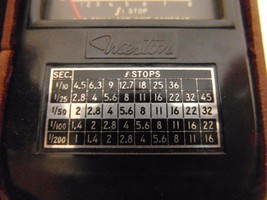 f STOP
SEC. f STOPS
1/10 4.5 6.3 9 12.7 18 25 36
1/25 2.8 4 5.6 8 11 16 22 32 45
1/50 2 2.8 4 5.6 8 11 16 22 32
1/100 1.4 2 2.8 4 5.6 8 11 16 22
1/200 1 1.4 2 2.8 4 5.6 8 11 16